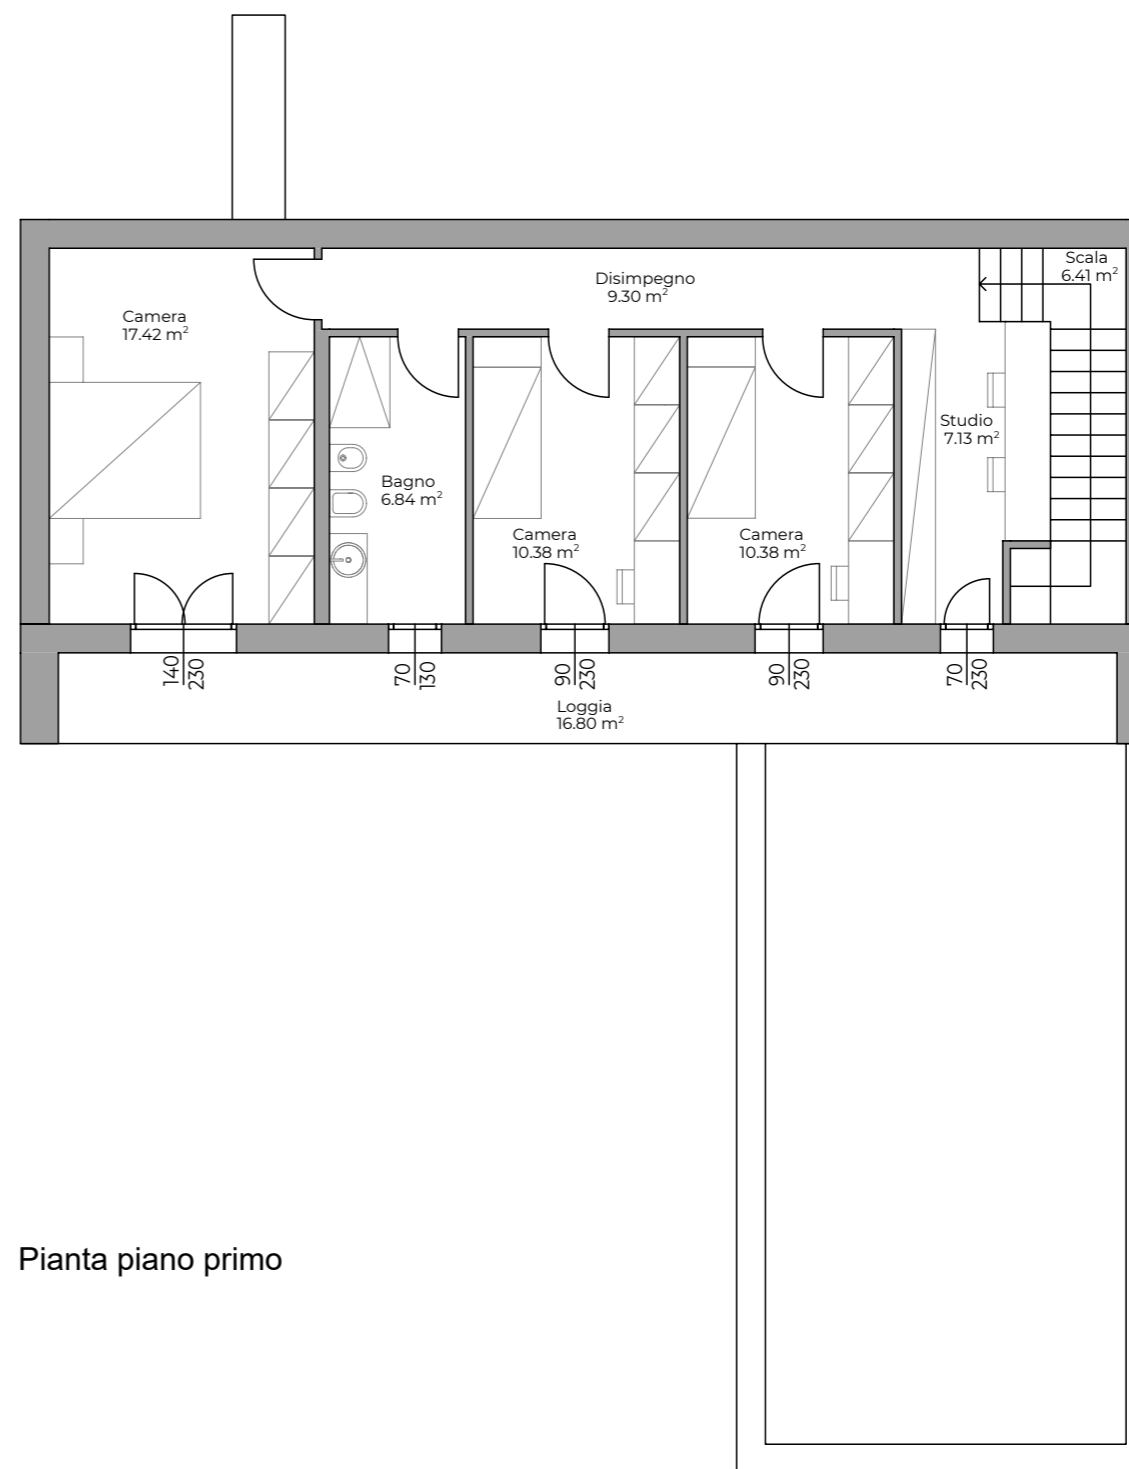 Scala
6.41 m²
Disimpegno
9.30 m²
Camera
17.42 m²
Studio
7.13 m²
Bagno
6.84 m²
Camera
10.38 m²
Camera
10.38 m²
140
230
70
130
90
230
90
230
70
230
Loggia
16.80 m²
Pianta piano primo